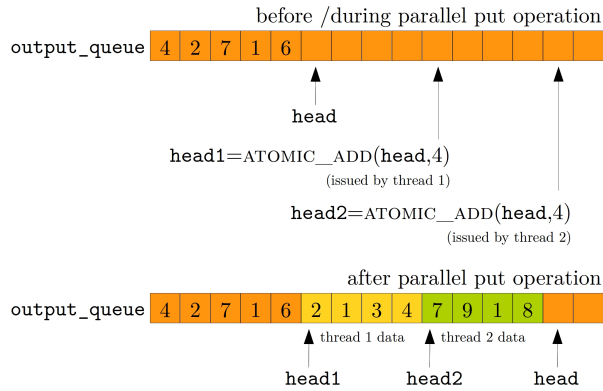 before /during parallel put operation
output_queue 4 2 7 1 6
head
head1=ATOMIC_ADD(head,4)
(issued by thread 1)
head2=ATOMIC_ADD(head,4)
(issued by thread 2)
after parallel put operation
output_queue 4 2 7 1 6 2 1 3 4 7 9 1 8
thread 1 data thread 2 data
head1 head2 head